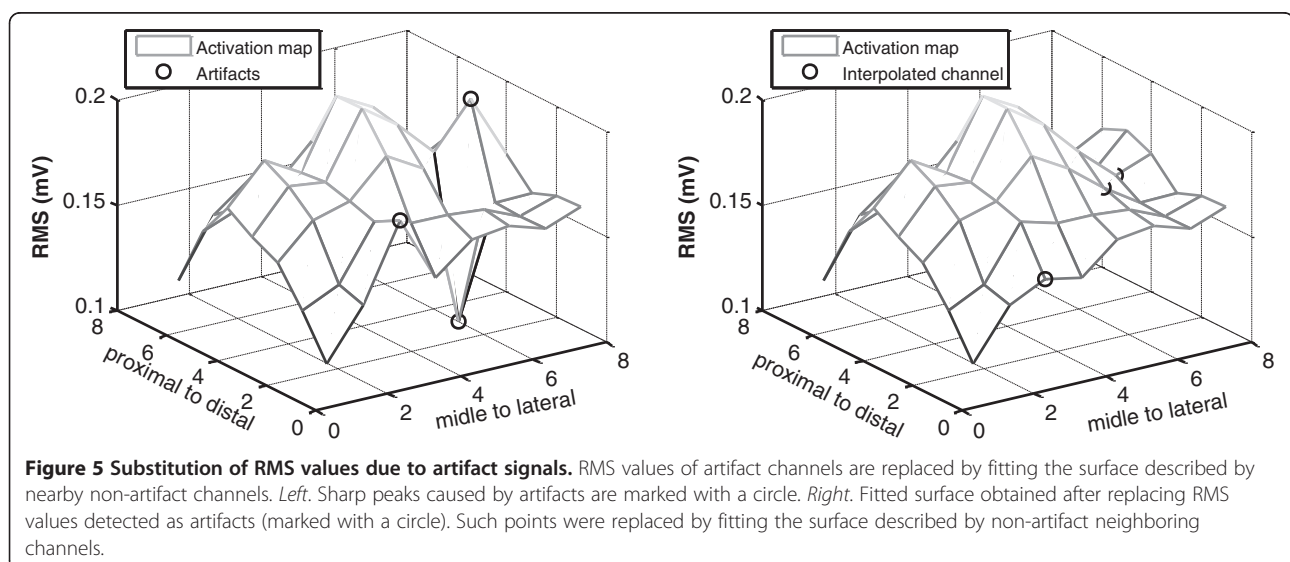 Activation map
Artifacts
0.2
0.15
0.1
RMS (mV)
8
6
4
2
0
proximal to distal
0
2
4
6
8
midle to lateral
Activation map
Interpolated channel
0.2
0.15
0.1
RMS (mV)
8
6
4
2
0
proximal to distal
0
2
4
6
8
midle to lateral
Figure 5 Substitution of RMS values due to artifact signals. RMS values of artifact channels are replaced by fitting the surface described by
nearby non-artifact channels. Left. Sharp peaks caused by artifacts are marked with a circle. Right. Fitted surface obtained after replacing RMS
values detected as artifacts (marked with a circle). Such points were replaced by fitting the surface described by non-artifact neighboring
channels.